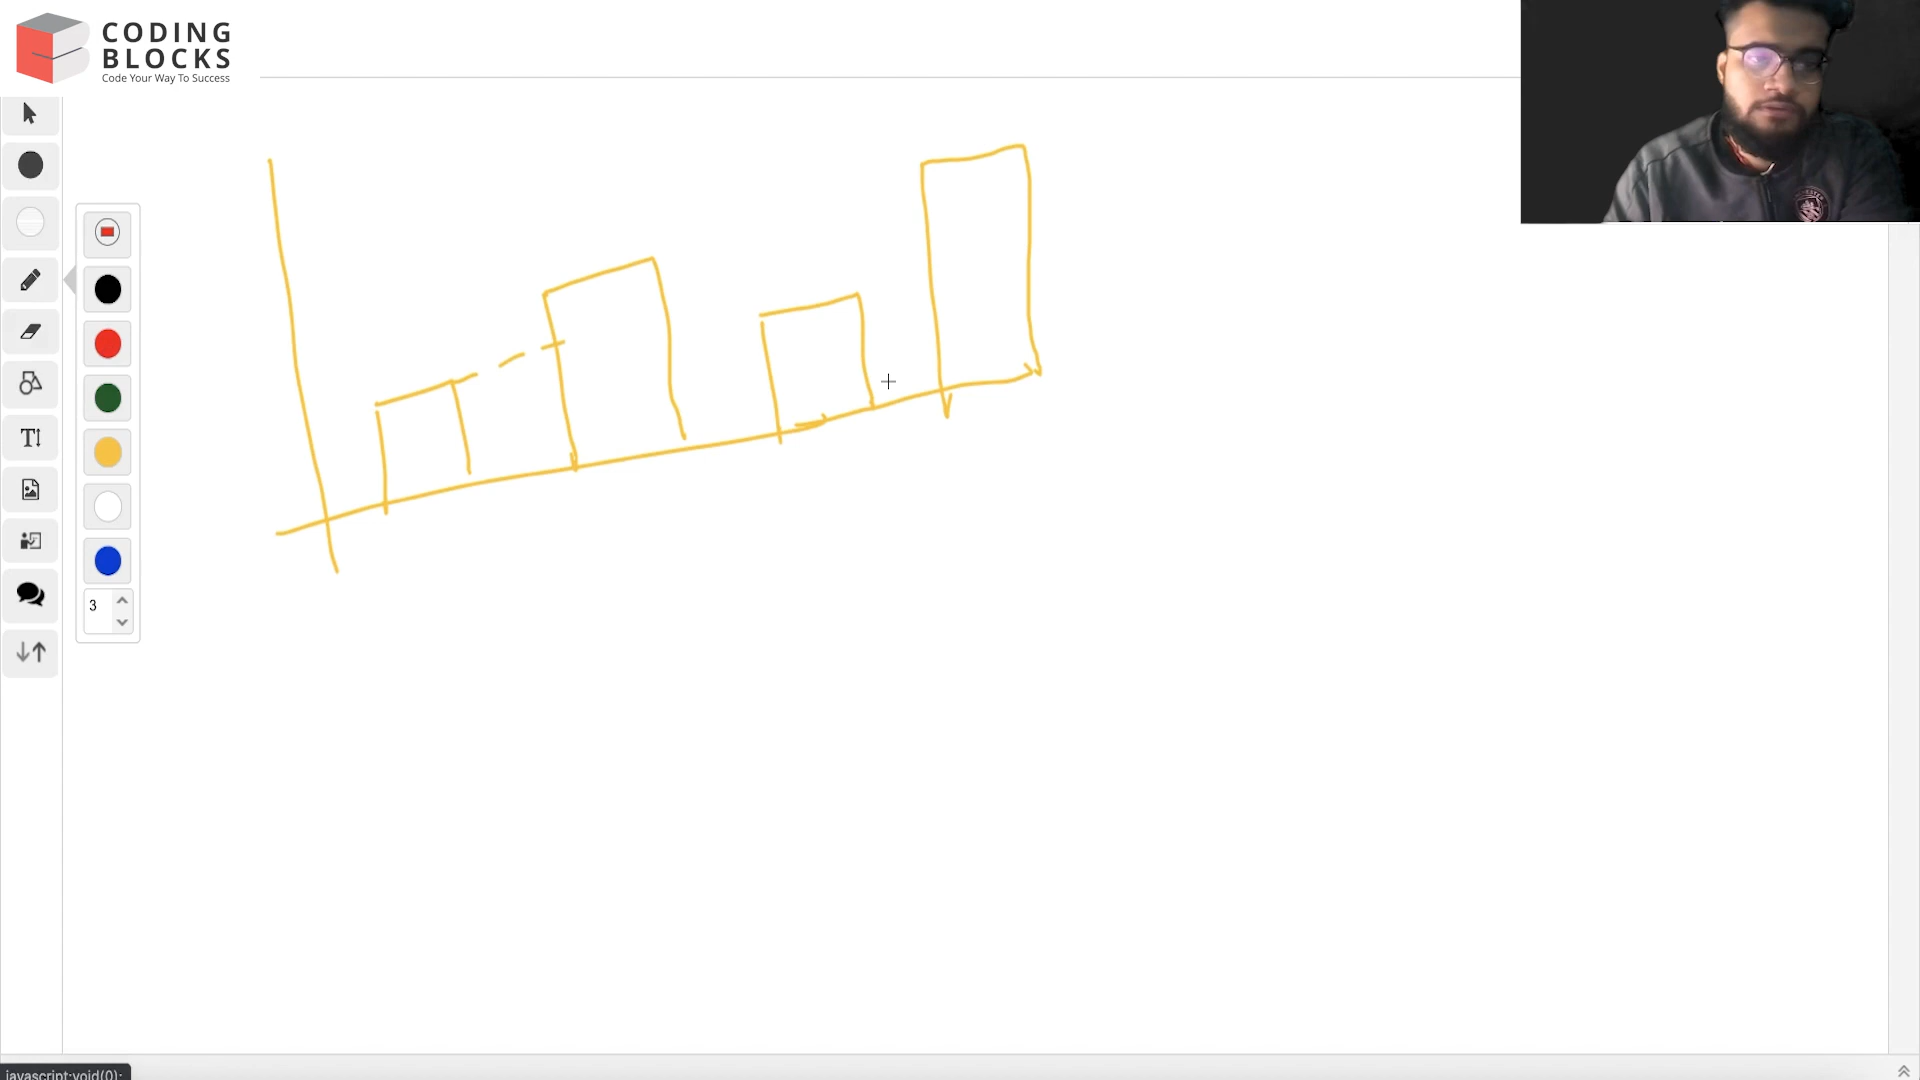 CODING
BLOCKS
Code Your Way To Success
T
3
javascript:void(0);